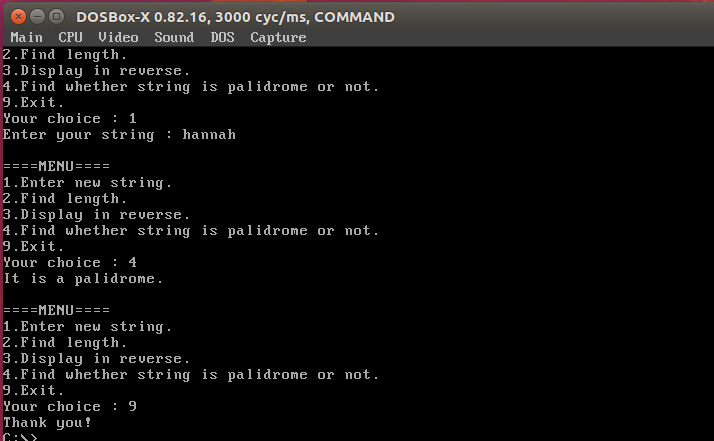 DOSBox-X 0.82.16, 3000 cyc/ms, COMMAND
Main CPU Video Sound DOS Capture
2.Find length.
3.Display in reverse.
4.Find whether string is palidrome or not.
9.Exit.
Your choice : 1
Enter your string : hannah
====MENU====
1.Enter new string.
2.Find length.
3.Display in reverse.
4.Find whether string is palidrome or not.
9.Exit.
Your choice : 4
It is a palidrome.
====MENU====
1.Enter new string.
2.Find length.
3.Display in reverse.
4.Find whether string is palidrome or not.
9.Exit.
Your choice : 9
Thank you!
C:\>